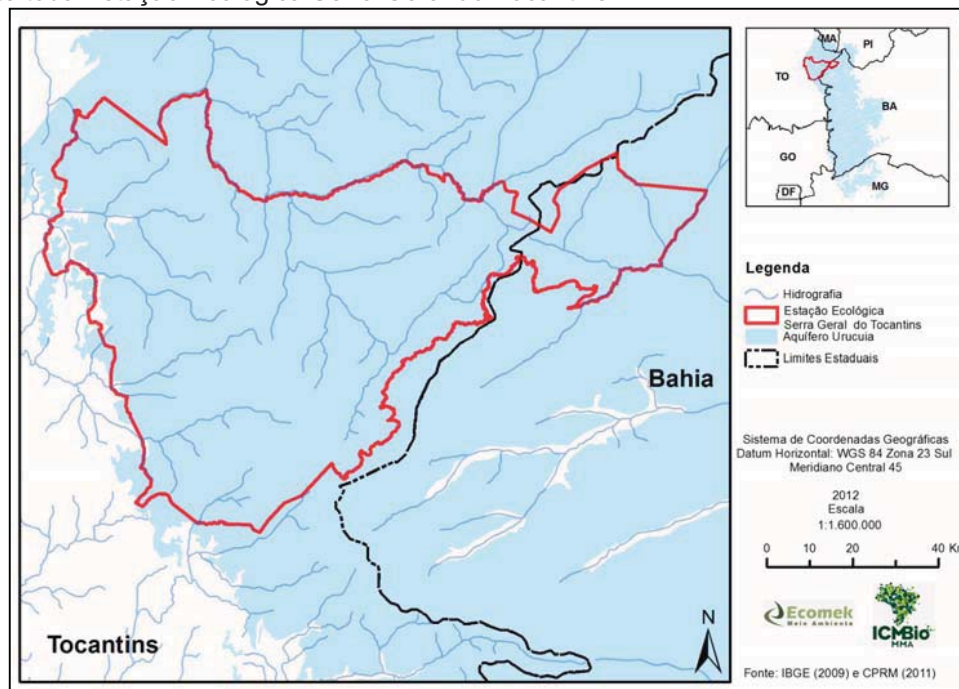 MA
PI
TO
BA
GO
DF
MG
Legenda
Hidrografia
Estação Ecológica
Serra Geral do Tocantins
Aquífero Urucuia
Limites Estaduais
Bahia
Tocantins
N
Sistema de Coordenadas Geográficas
Datum Horizontal: WGS 84 Zona 23 Sul
Meridiano Central 45
2012
Escala
1:1.600.000
0 10 20 40 Km
Ecomek
Meio Ambiente
ICMBio
MMA
Fonte: IBGE (2009) e CPRM (2011)